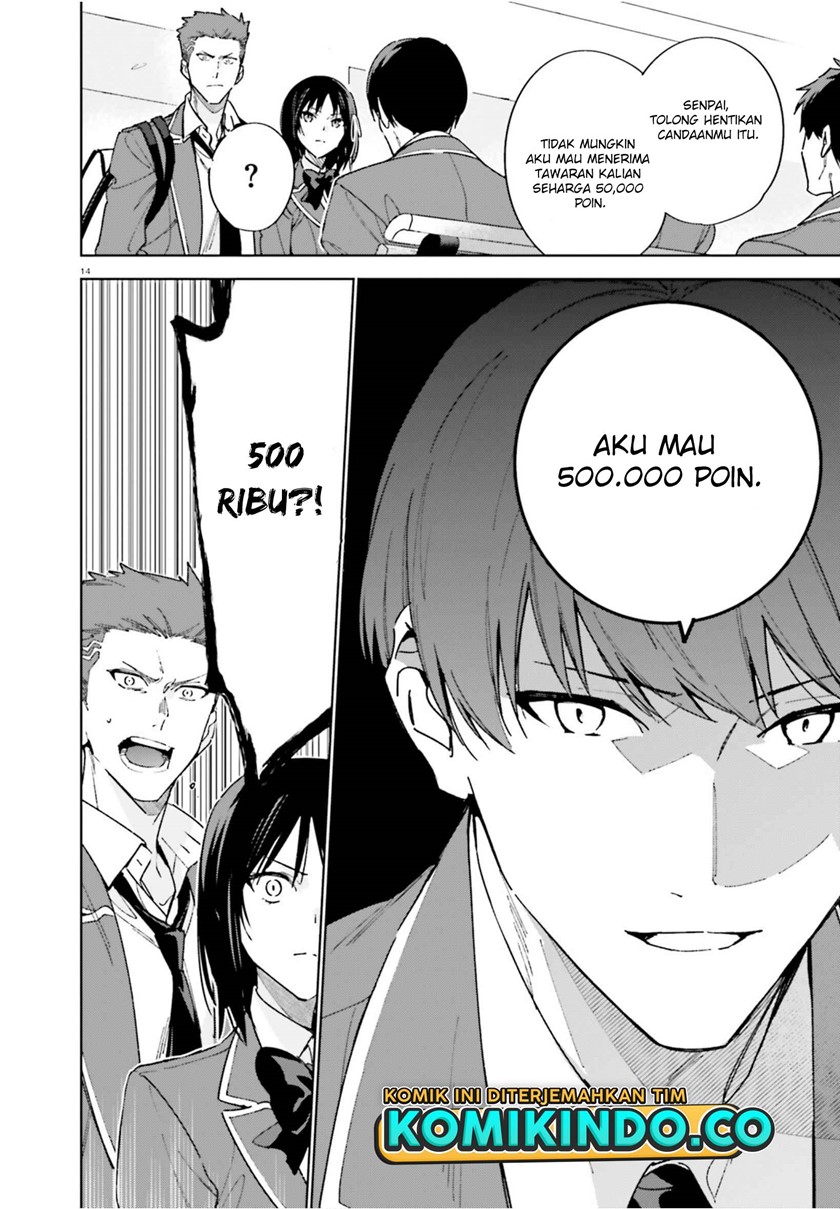 SENPAI,
TOLONG HENTIKAN
CANDAANMU ITU.
TIDAK MUNGKIN
AKU MAU MENERIMA
TAWARAN KALIAN
SEHARGA 50,000
POIN.
?
14
AKU MAU
500.000 POIN.
500
RIBU?!
KOMIK INI DITERJEMAHKAN TIM
KOMIKINDO.CO